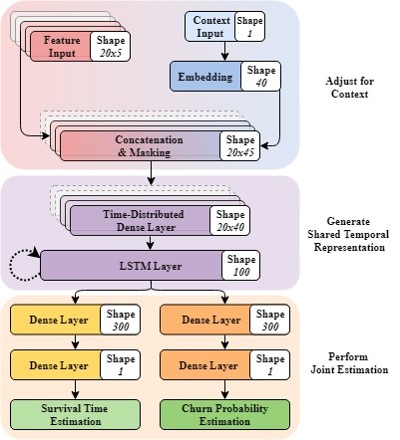 Feature
Input
Shape
20x5
Context
Input
Shape
1
Embedding
Shape
40
Adjust for
Context
Concatenation
& Masking
Shape
20x45
Time-Distributed
Dense Layer
Shape
20x40
Generate
Shared Temporal
Representation
LSTM Layer
Shape
100
Dense Layer
Shape
300
Dense Layer
Shape
300
Dense Layer
Shape
1
Dense Layer
Shape
1
Perform
Joint Estimation
Survival Time
Estimation
Churn Probability
Estimation